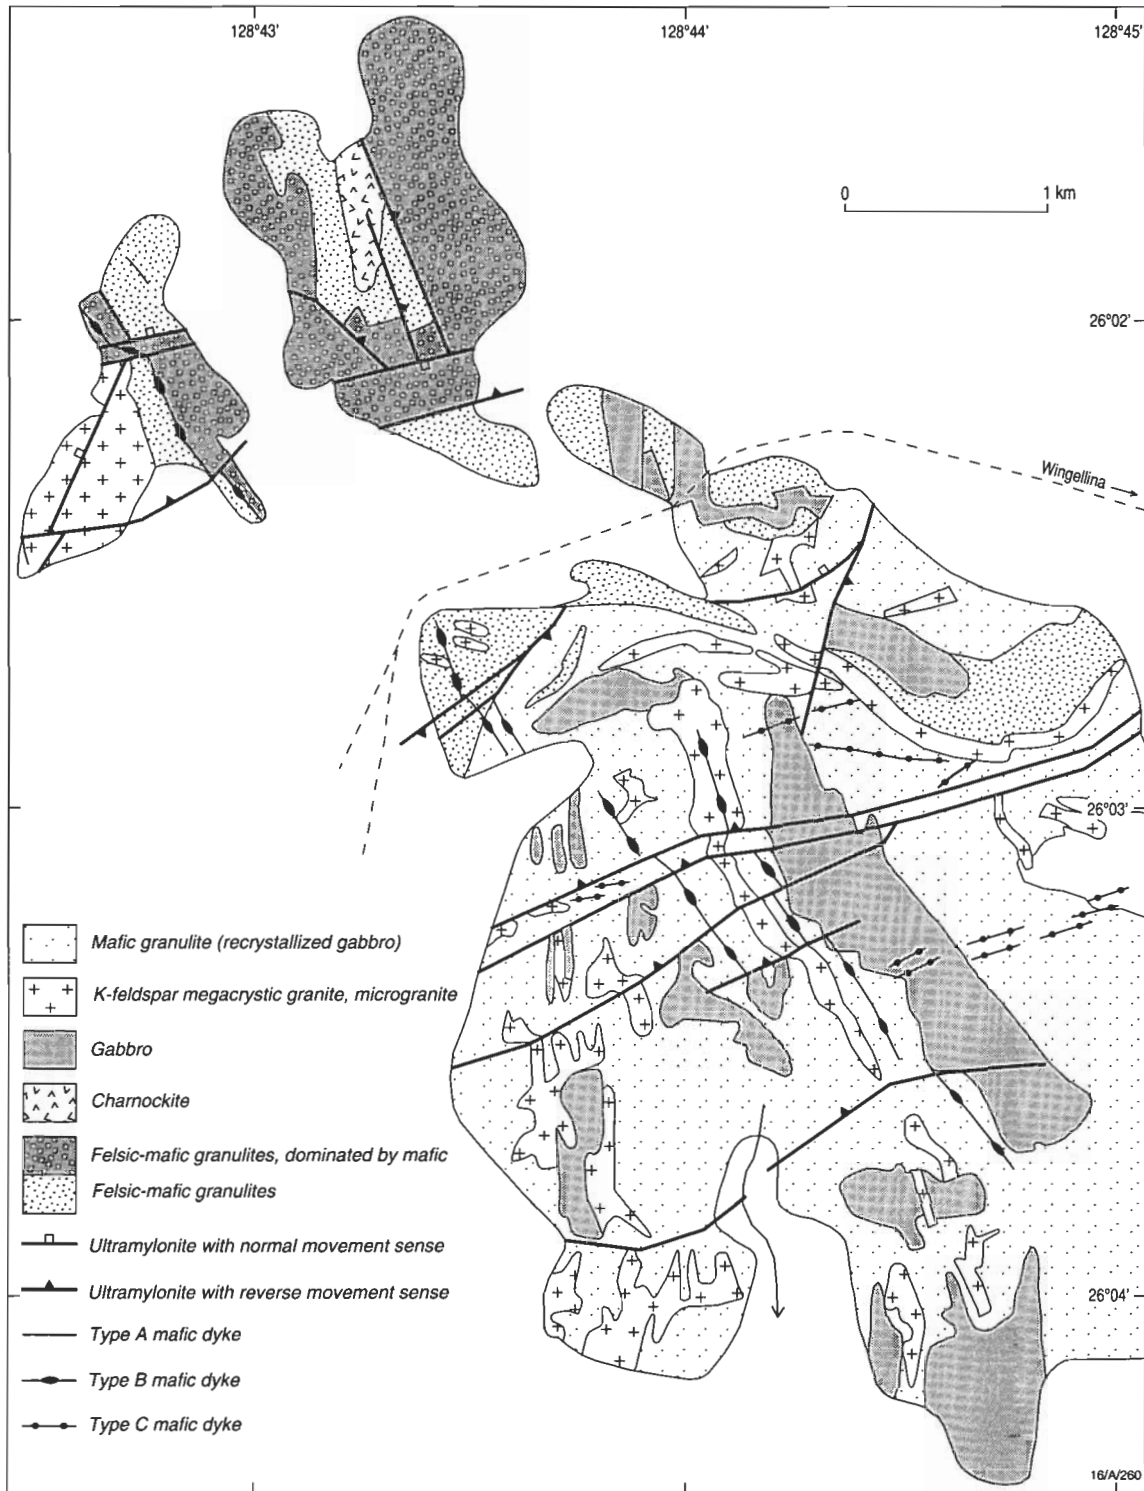 128°43'
128°44'
128°45'
0 1 km
26°02'
Wingellina
26°03'
Mafic granulite (recrystallized gabbro)
K-feldspar megacrystic granite, microgranite
Gabbro
Charnockite
Felsic-mafic granulites, dominated by mafic
Felsic-mafic granulites
Ultramylonite with normal movement sense
Ultramylonite with reverse movement sense
Type A mafic dyke
Type B mafic dyke
Type C mafic dyke
26°04'
16/A/260